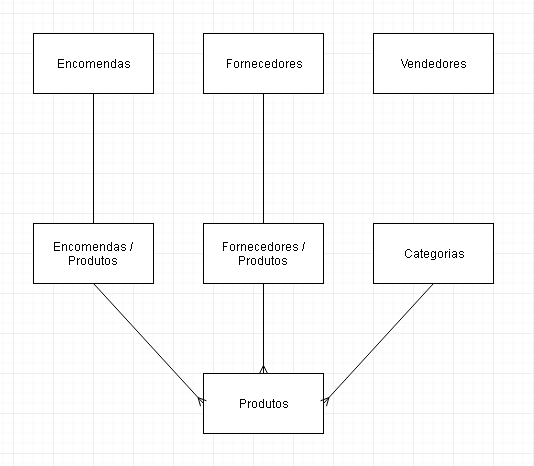 Encomendas
Fornecedores
Vendedores
Encomendas /
Produtos
Fornecedores /
Produtos
Categorias
Produtos